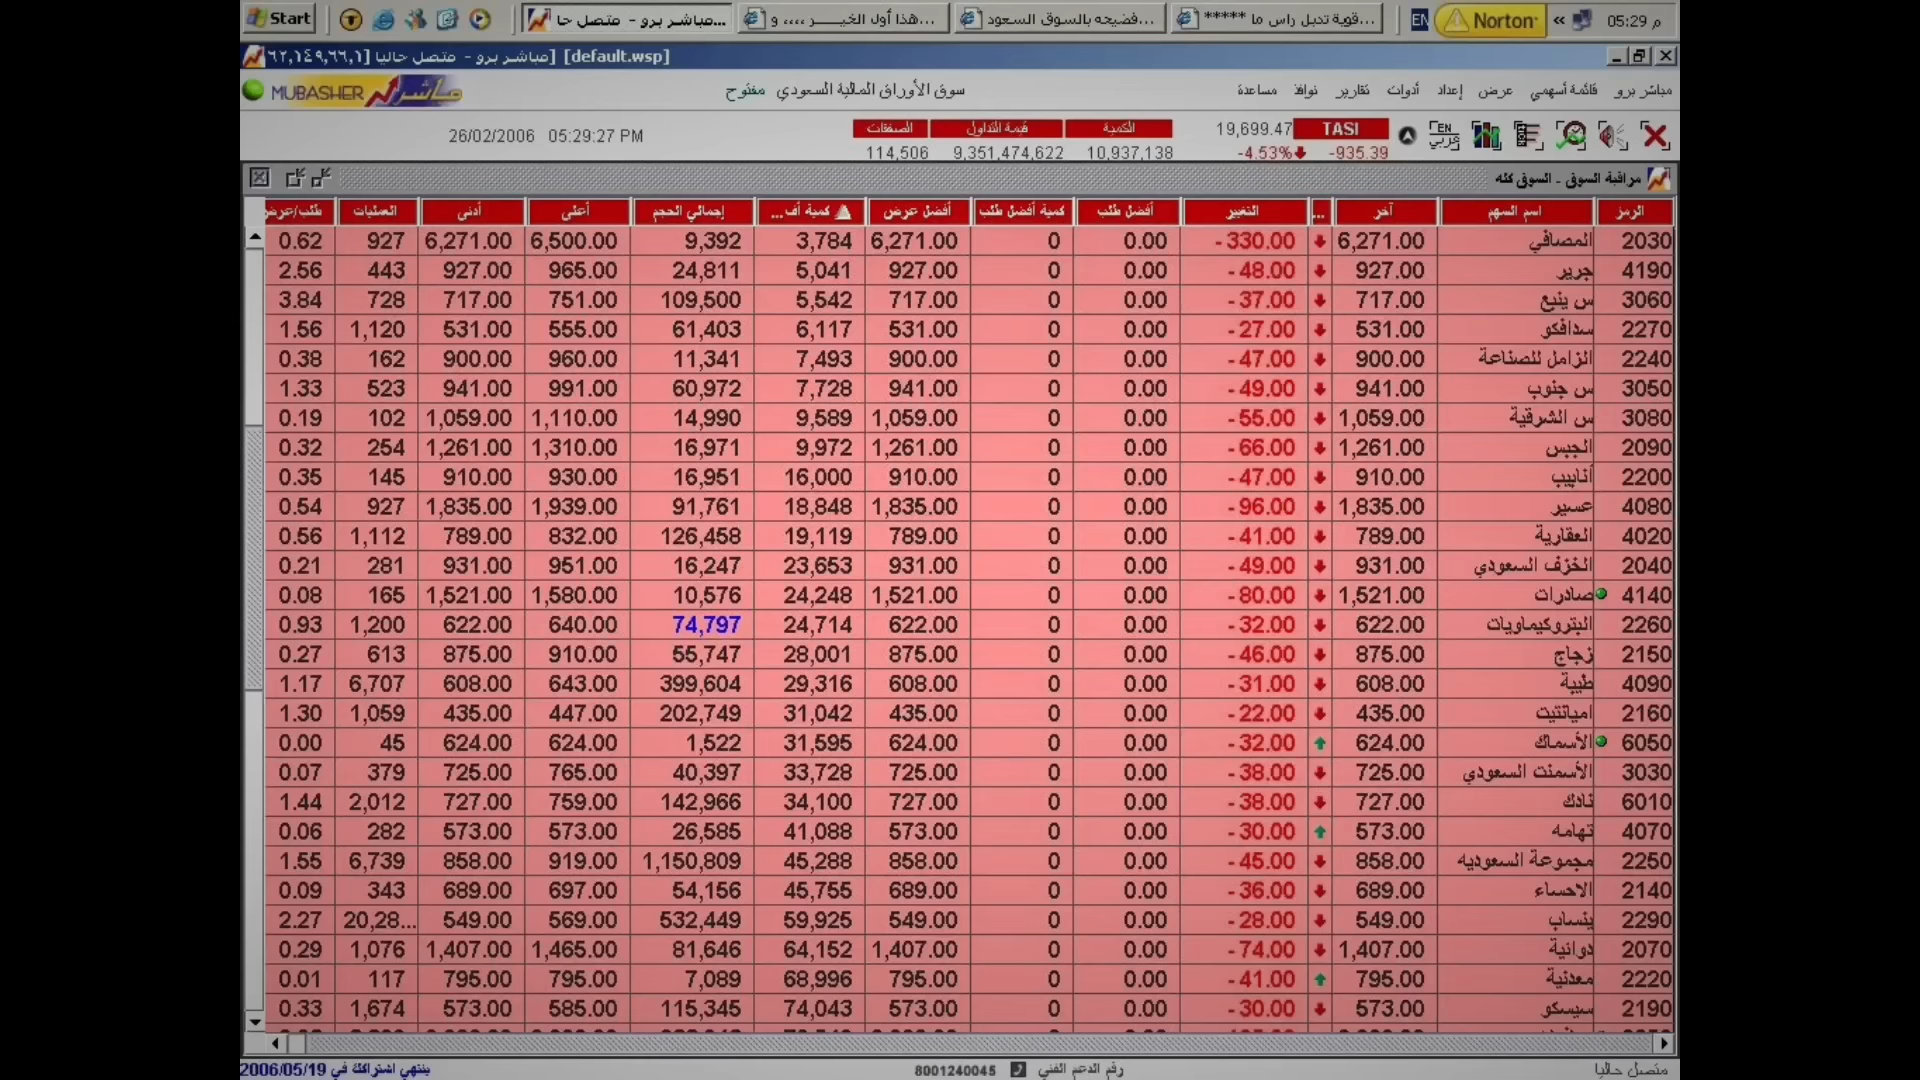 Start مباشر برو - متصل حا... هذا أول الخيـــــر ،،،، و... فضيحه بالسوق السعود... قوية تدبل راس ما *****... EN Norton « 05:29 م
[default.wsp] [مباشر برو - متصل حاليا
مباشر برو قائمة أسهمي عرض إعداد أدوات تقارير نوافذ مساعدة سوق الأوراق المالية السعودي مفتوح MUBASHER مباشر
TASI 19,699.47 الكمية قيمة التداول الصفقات 26/02/2006 05:29:27 PM
EN عربي -935.39 -4.53% 10,937,138 9,351,474,622 114,506
مراقبة السوق - السوق كله
الرمز اسم السهم آخر ... التغيير أفضل طلب كمية أفضل طلب أفضل عرض كمية أف... إجمالي الحجم أعلى أدنى العمليات طلب/عرض
2030 المصافي 6,271.00 -330.00 0.00 0 6,271.00 3,784 9,392 6,500.00 6,271.00 927 0.62
4190 جرير 927.00 -48.00 0.00 0 927.00 5,041 24,811 965.00 927.00 443 2.56
3060 س ينبع 717.00 -37.00 0.00 0 717.00 5,542 109,500 751.00 717.00 728 3.84
2270 سدافكو 531.00 -27.00 0.00 0 531.00 6,117 61,403 555.00 531.00 1,120 1.56
2240 الزامل للصناعة 900.00 -47.00 0.00 0 900.00 7,493 11,341 960.00 900.00 162 0.38
3050 س جنوب 941.00 -49.00 0.00 0 941.00 7,728 60,972 991.00 941.00 523 1.33
3080 س الشرقية 1,059.00 -55.00 0.00 0 1,059.00 9,589 14,990 1,110.00 1,059.00 102 0.19
2090 الجبس 1,261.00 -66.00 0.00 0 1,261.00 9,972 16,971 1,310.00 1,261.00 254 0.32
2200 أنابيب 910.00 -47.00 0.00 0 910.00 16,000 16,951 930.00 910.00 145 0.35
4080 عسير 1,835.00 -96.00 0.00 0 1,835.00 18,848 91,761 1,939.00 1,835.00 927 0.54
4020 العقارية 789.00 -41.00 0.00 0 789.00 19,119 126,458 832.00 789.00 1,112 0.56
2040 الخزف السعودي 931.00 -49.00 0.00 0 931.00 23,653 16,247 951.00 931.00 281 0.21
4140 صادرات 1,521.00 -80.00 0.00 0 1,521.00 24,248 10,576 1,580.00 1,521.00 165 0.08
2260 البتروكيماويات 622.00 -32.00 0.00 0 622.00 24,714 74,797 640.00 622.00 1,200 0.93
2150 زجاج 875.00 -46.00 0.00 0 875.00 28,001 55,747 910.00 875.00 613 0.27
4090 طيبة 608.00 -31.00 0.00 0 608.00 29,316 399,604 643.00 608.00 6,707 1.17
2160 اميانتيت 435.00 -22.00 0.00 0 435.00 31,042 202,749 447.00 435.00 1,059 1.30
6050 الأسماك 624.00 -32.00 0.00 0 624.00 31,595 1,522 624.00 624.00 45 0.00
3030 الأسمنت السعودي 725.00 -38.00 0.00 0 725.00 33,728 40,397 765.00 725.00 379 0.07
6010 نادك 727.00 -38.00 0.00 0 727.00 34,100 142,966 759.00 727.00 2,012 1.44
4070 تهامه 573.00 -30.00 0.00 0 573.00 41,088 26,585 573.00 573.00 282 0.06
2250 مجموعة السعوديه 858.00 -45.00 0.00 0 858.00 45,288 1,150,809 919.00 858.00 6,739 1.55
2140 الاحساء 689.00 -36.00 0.00 0 689.00 45,755 54,156 697.00 689.00 343 0.09
2290 ينساب 549.00 -28.00 0.00 0 549.00 59,925 532,449 569.00 549.00 20,28... 2.27
2070 دوائية 1,407.00 -74.00 0.00 0 1,407.00 64,152 81,646 1,465.00 1,407.00 1,076 0.29
2220 معدنية 795.00 -41.00 0.00 0 795.00 68,996 7,089 795.00 795.00 117 0.01
2190 سيسكو 573.00 -30.00 0.00 0 573.00 74,043 115,345 585.00 573.00 1,674 0.33
متصل حاليا رقم الدعم الفني 8001240045 ينتهي اشتراكك في 2006/05/19